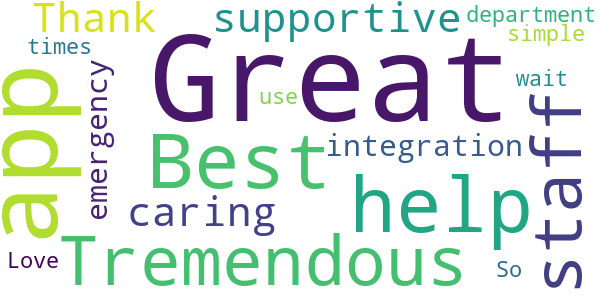 Thank
supportive
department
simple
times
Great
wait
app
emergency
use
staff
Best
integration
help
caring
Tremendous
Love
So